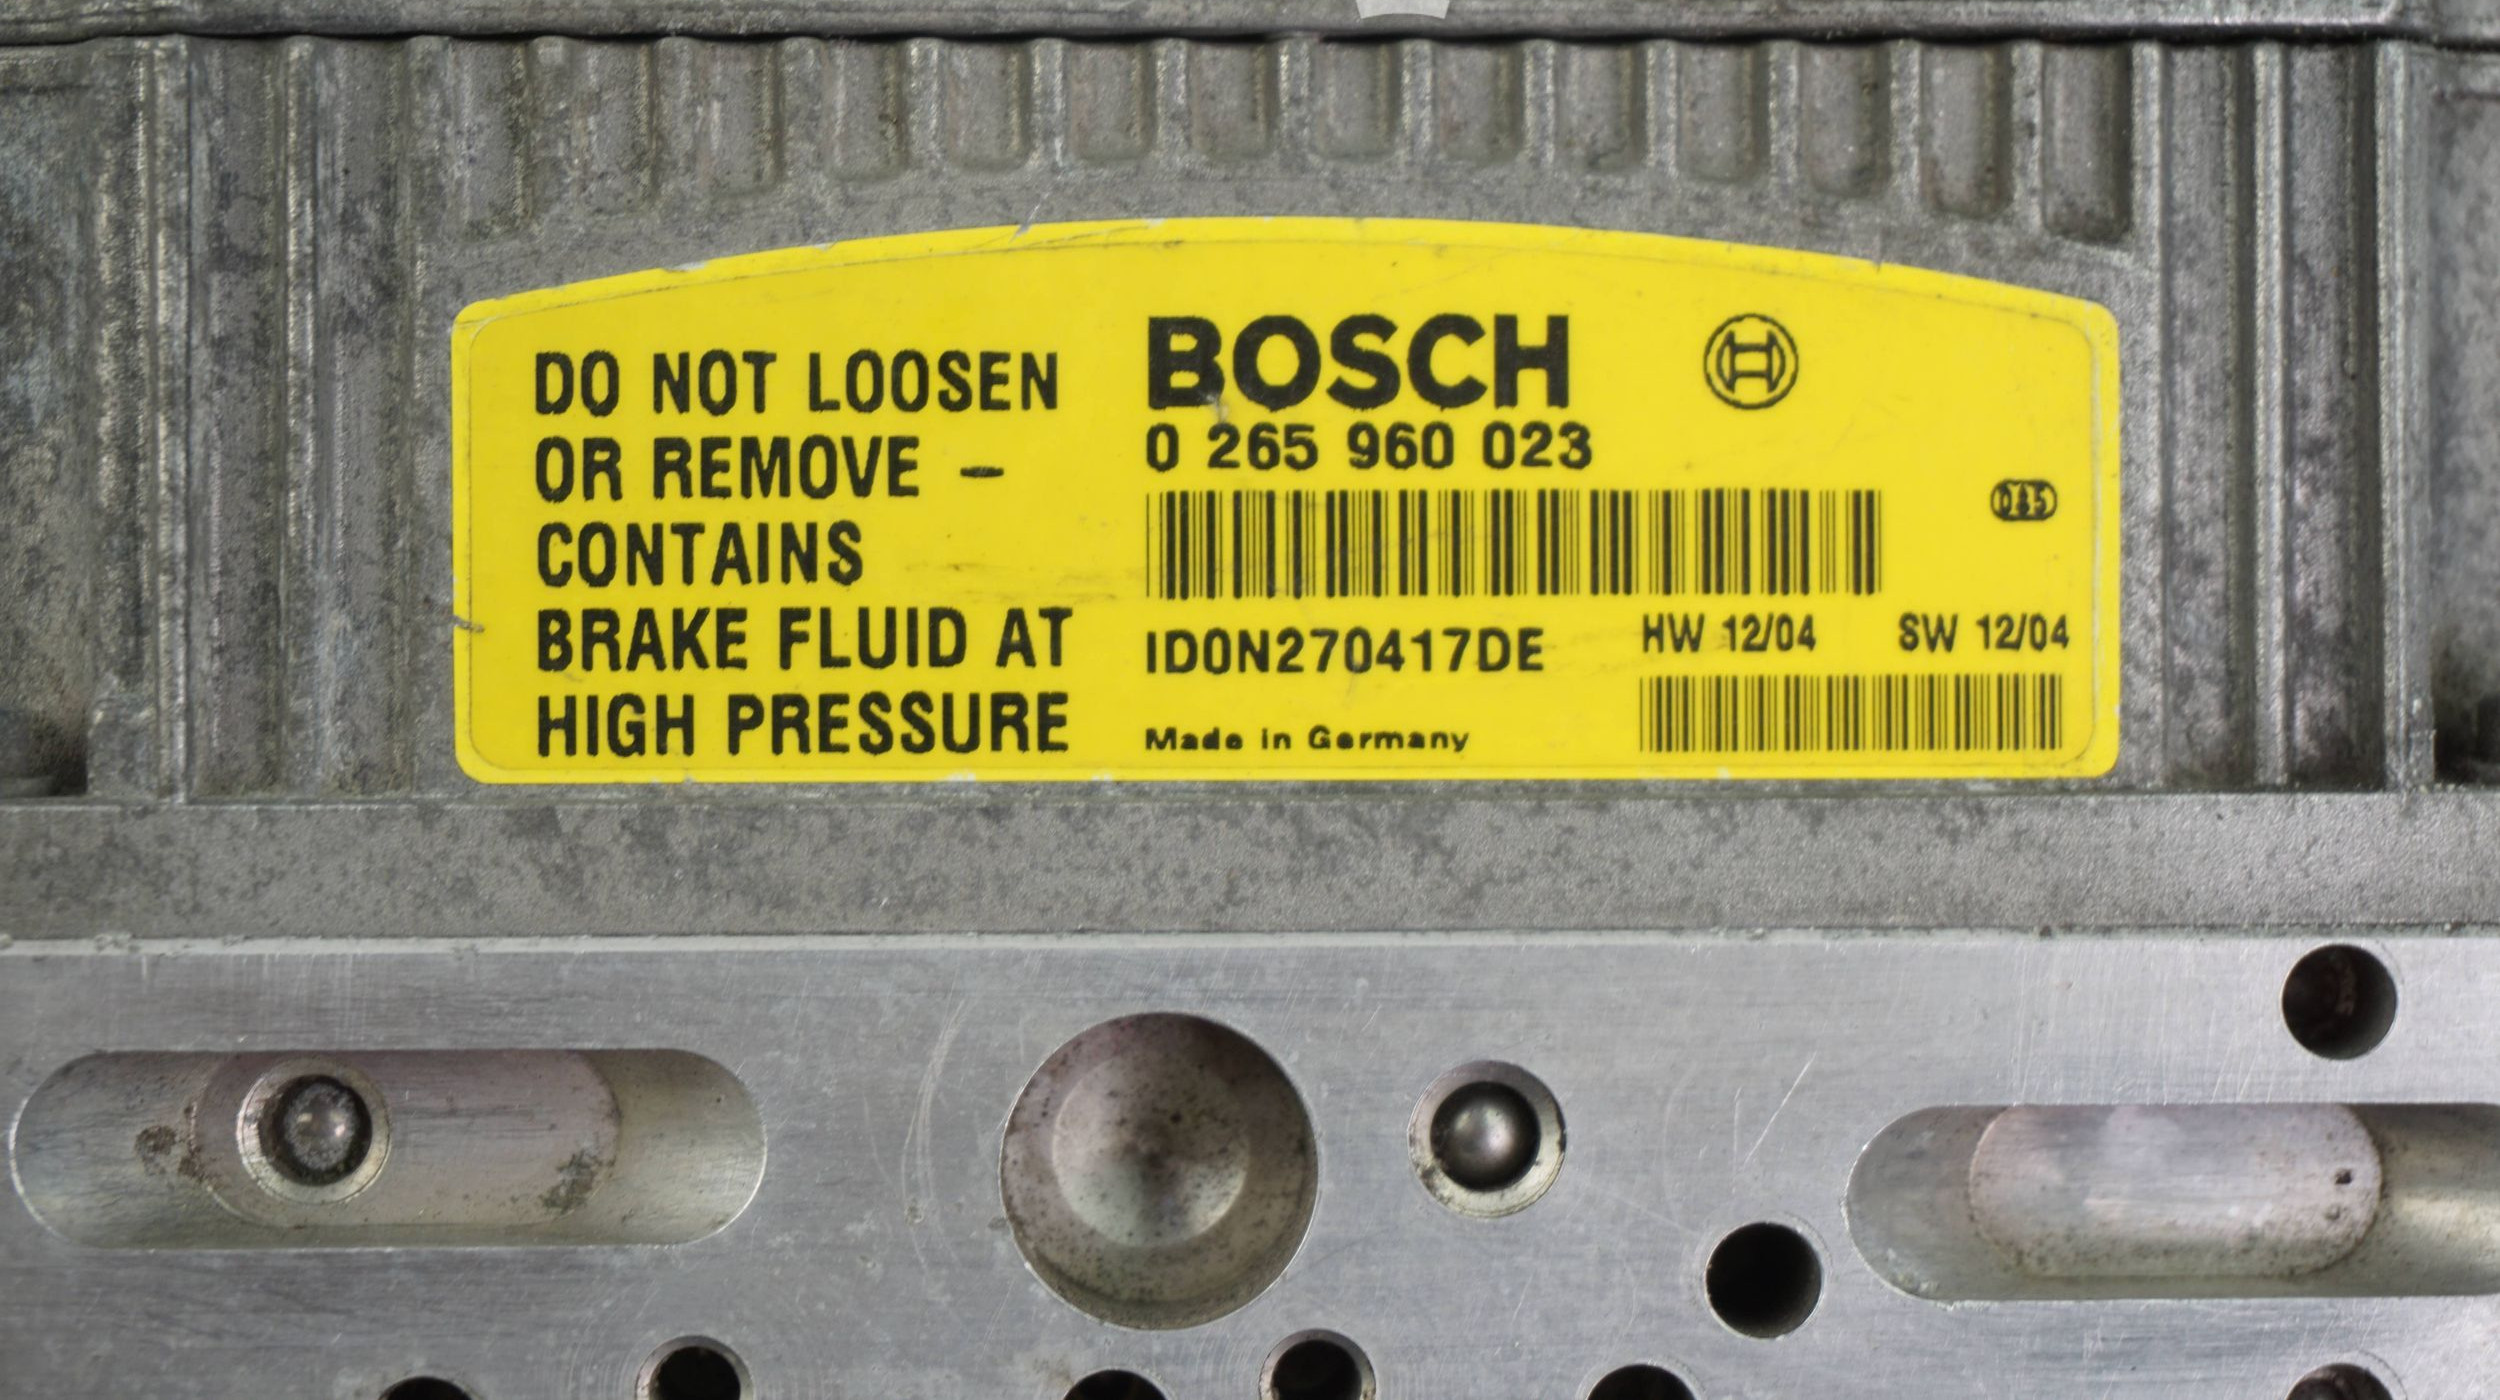 DO NOT LOOSEN
OR REMOVE –
CONTAINS
BRAKE FLUID AT
HIGH PRESSURE
BOSCH
0 265 960 023
ID0N270417DE
HW 12/04 SW 12/04
Made in Germany